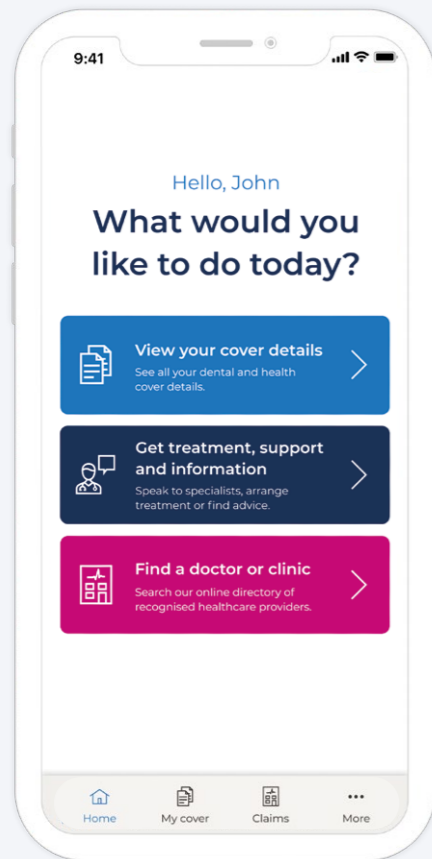 9:41
Hello, John
What would you
like to do today?
View your cover details
See all your dental and health
cover details.
Get treatment, support
and information
Speak to specialists, arrange
treatment or find advice.
Find a doctor or clinic
Search our online directory of
recognised healthcare providers.
Home My cover Claims More